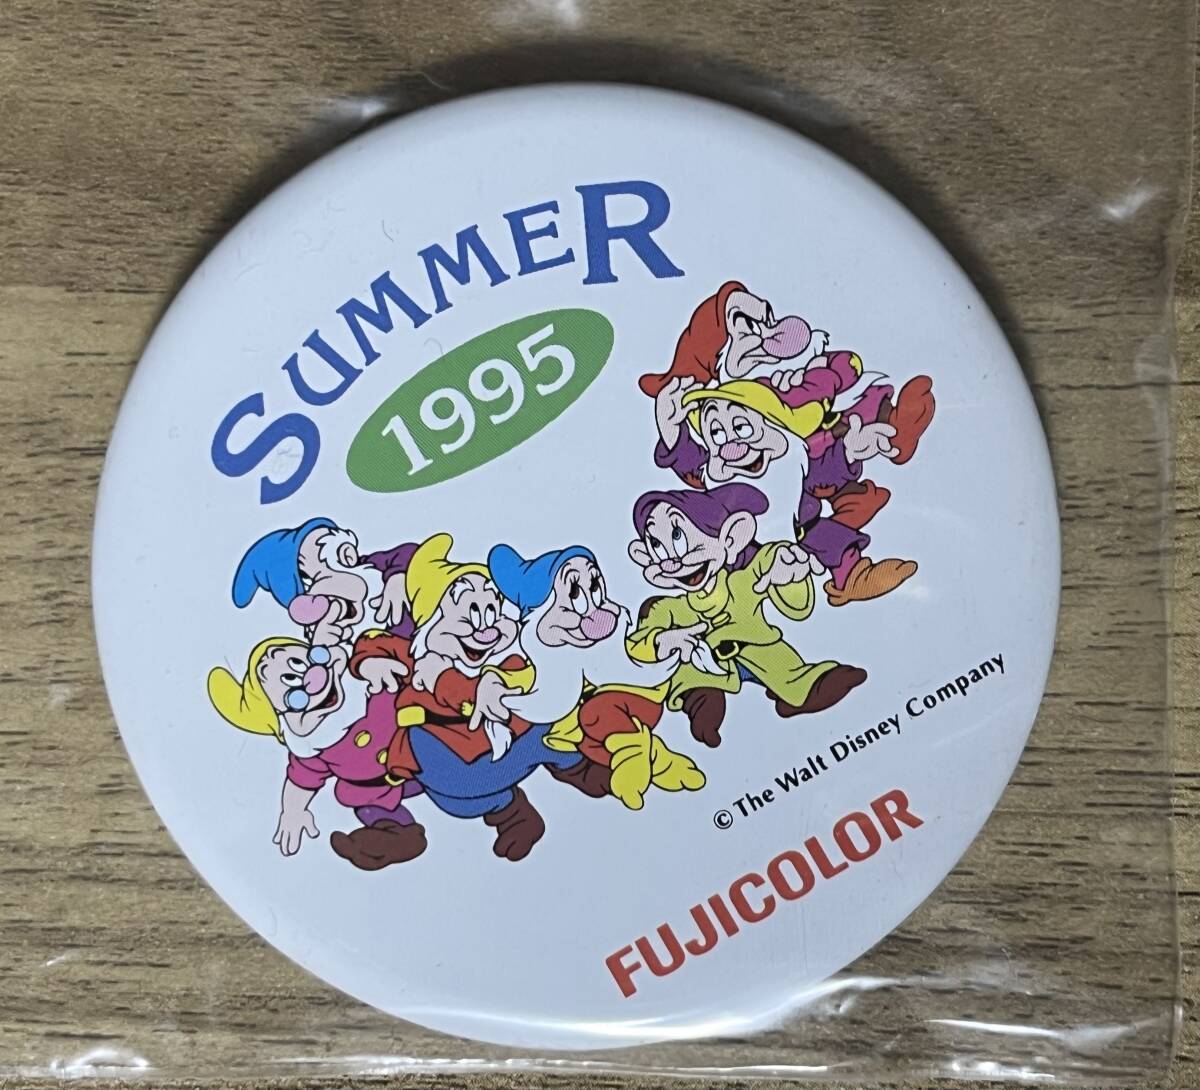 SUMMER
1995
© The Walt Disney Company
FUJICOLOR